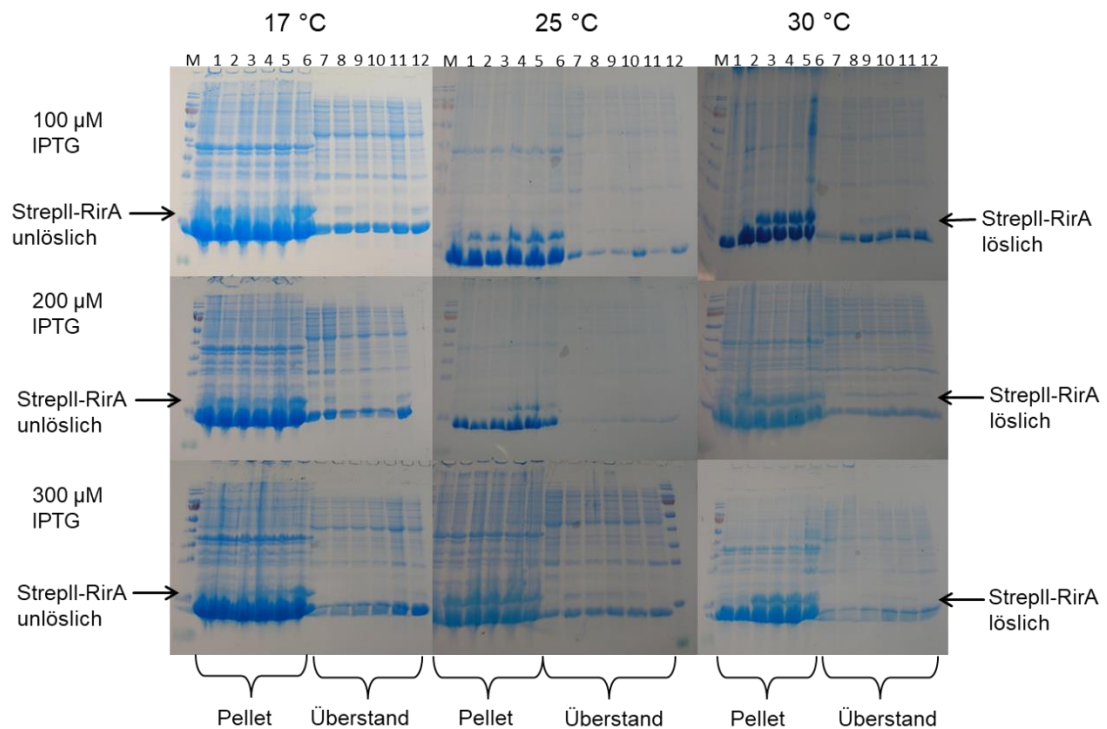 17 °C 25 °C 30 °C
M 1 2 3 4 5 6 7 8 9 10 11 12 M 1 2 3 4 5 6 7 8 9 10 11 12 M 1 2 3 4 5 6 7 8 9 10 11 12
100 µM
IPTG
StrepII-RirA
unlöslich
StrepII-RirA
löslich
200 µM
IPTG
StrepII-RirA
unlöslich
StrepII-RirA
löslich
300 µM
IPTG
StrepII-RirA
unlöslich
StrepII-RirA
löslich
Pellet Überstand Pellet Überstand Pellet Überstand